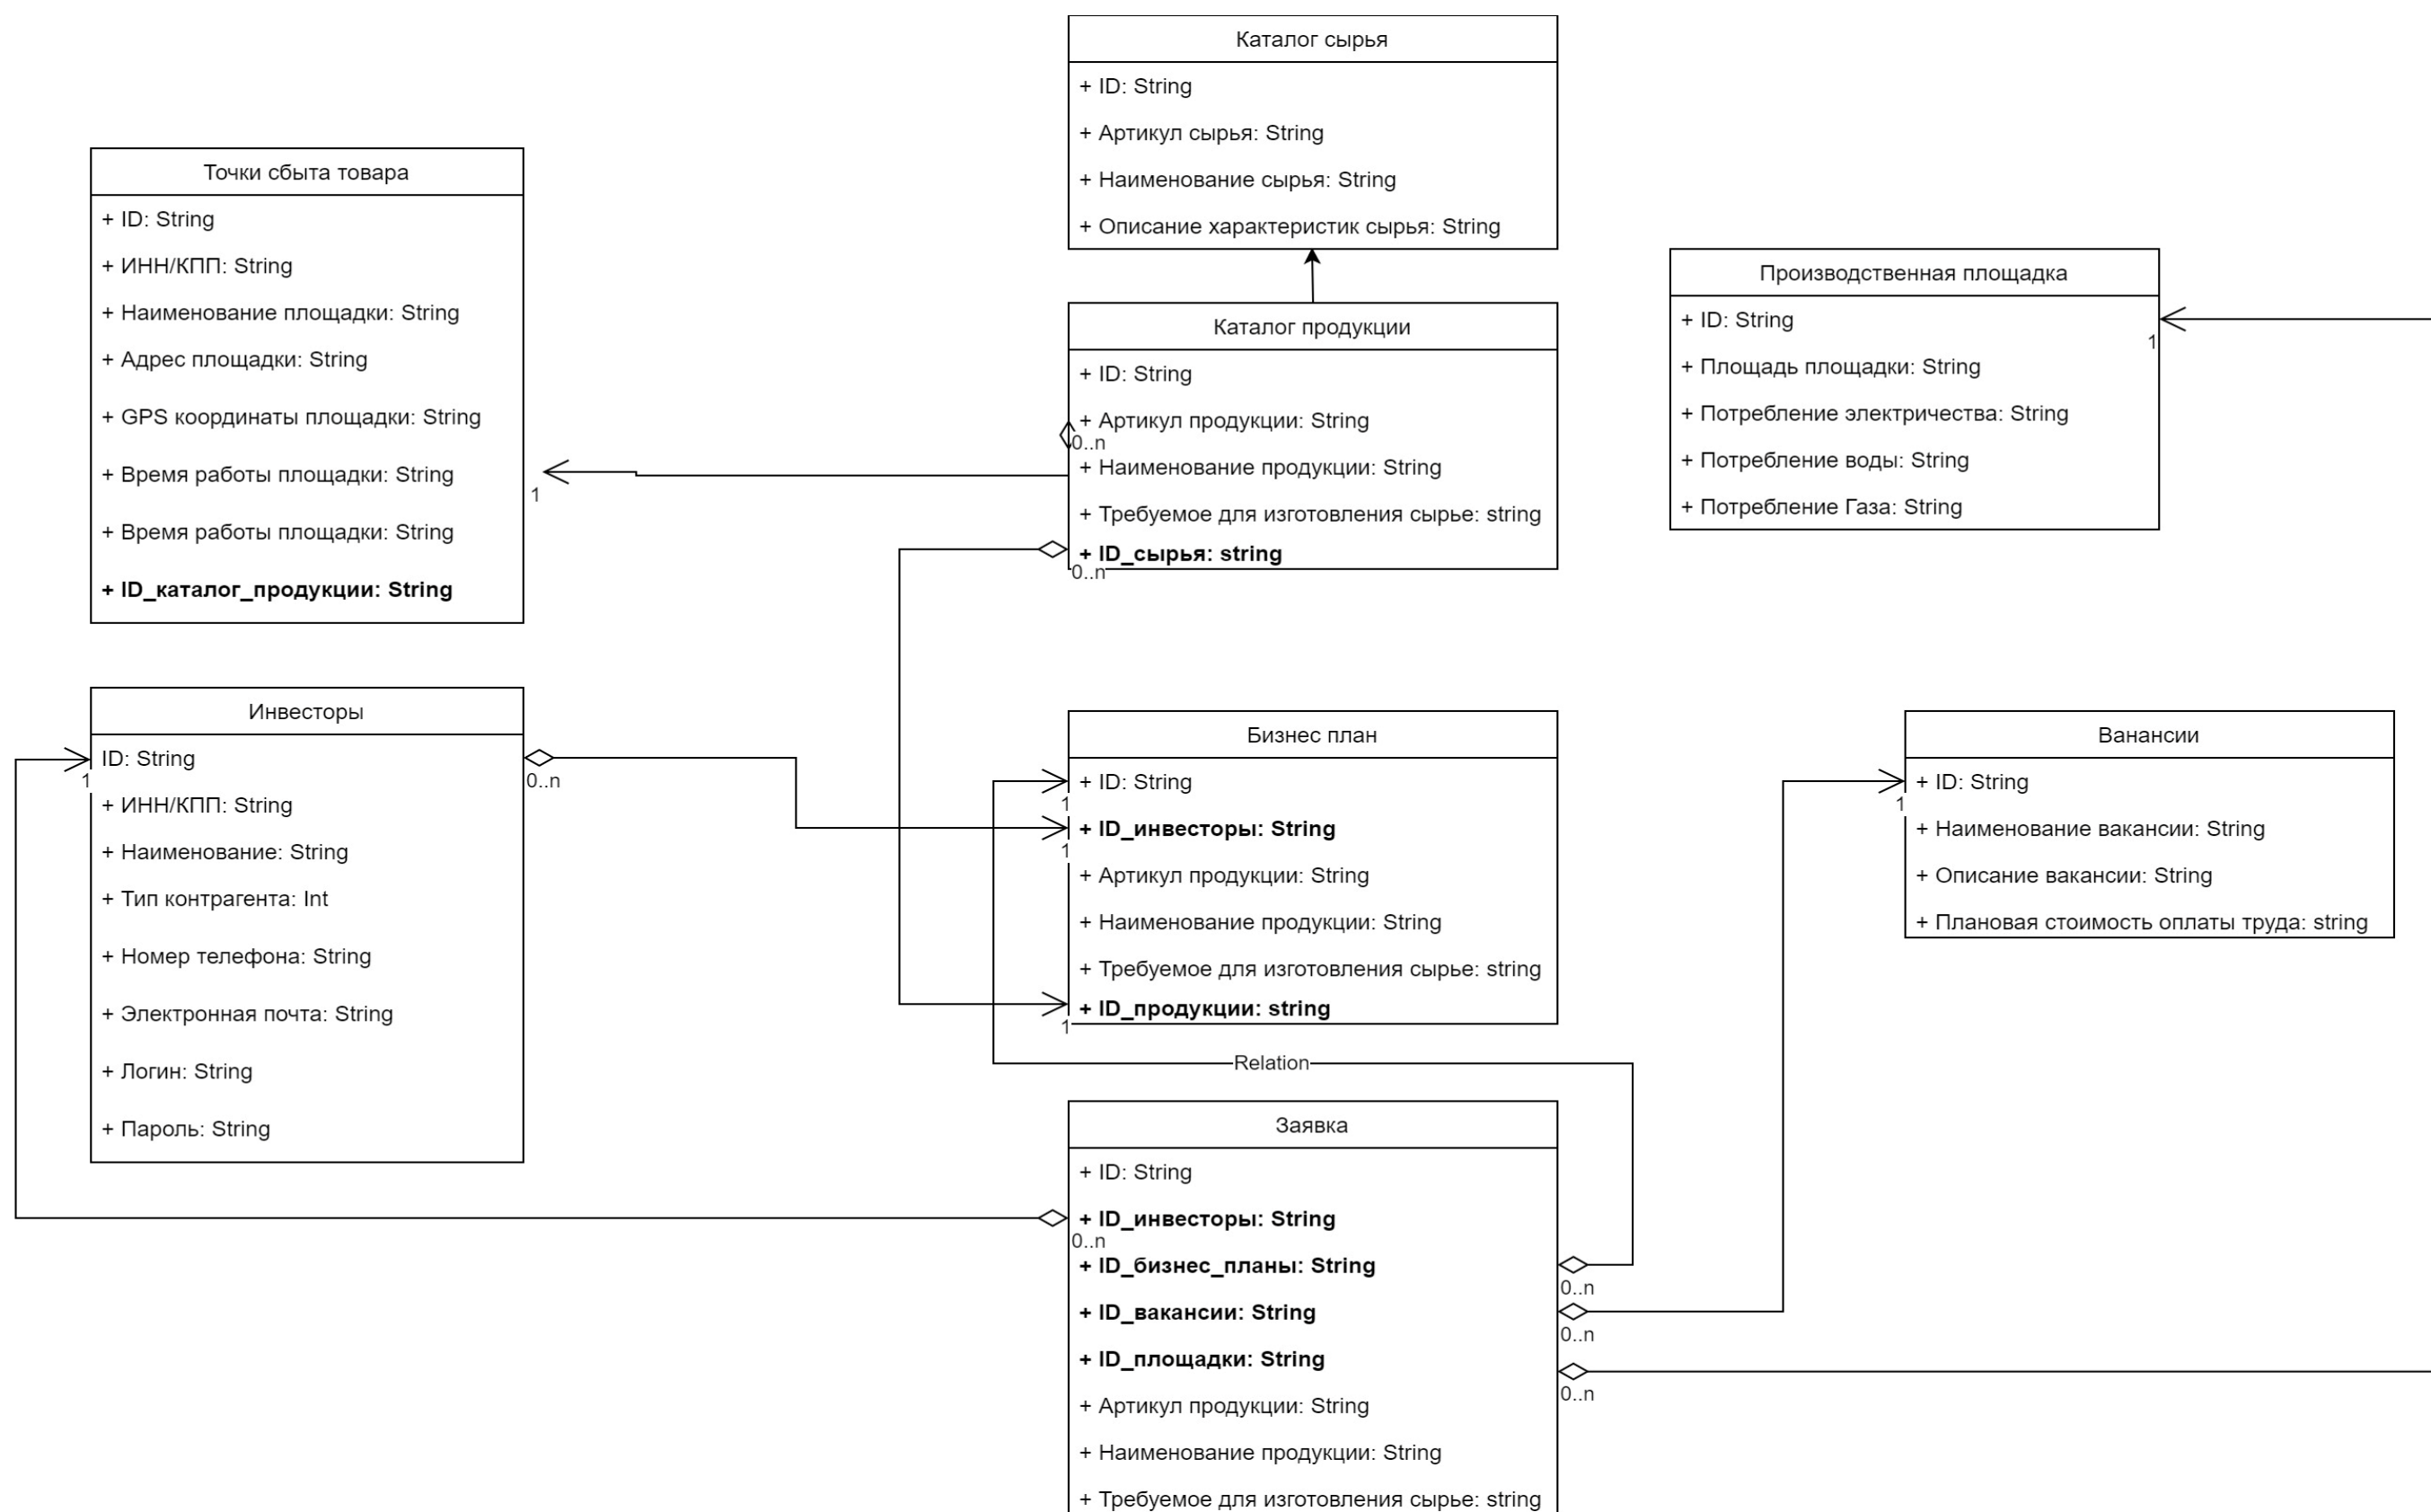 Каталог сырья
+ ID: String
+ Артикул сырья: String
+ Наименование сырья: String
+ Описание характеристик сырья: String
Точки сбыта товара
+ ID: String
+ ИНН/КПП: String
+ Наименование площадки: String
+ Адрес площадки: String
+ GPS координаты площадки: String
+ Время работы площадки: String
+ Время работы площадки: String
+ ID_каталог_продукции: String
1
Каталог продукции
+ ID: String
+ Артикул продукции: String
0..n
+ Наименование продукции: String
+ Требуемое для изготовления сырье: string
+ ID_сырья: string
0..n
Производственная площадка
+ ID: String
1
+ Площадь площадки: String
+ Потребление электричества: String
+ Потребление воды: String
+ Потребление Газа: String
Инвесторы
ID: String
1
0..n
+ ИНН/КПП: String
+ Наименование: String
+ Тип контрагента: Int
+ Номер телефона: String
+ Электронная почта: String
+ Логин: String
+ Пароль: String
Бизнес план
+ ID: String
1
+ ID_инвесторы: String
1
+ Артикул продукции: String
+ Наименование продукции: String
+ Требуемое для изготовления сырье: string
+ ID_продукции: string
1
Ванансии
+ ID: String
1
+ Наименование вакансии: String
+ Описание вакансии: String
+ Плановая стоимость оплаты труда: string
Relation
Заявка
+ ID: String
+ ID_инвесторы: String
0..n
+ ID_бизнес_планы: String
0..n
+ ID_вакансии: String
0..n
+ ID_площадки: String
0..n
+ Артикул продукции: String
+ Наименование продукции: String
+ Требуемое для изготовления сырье: string